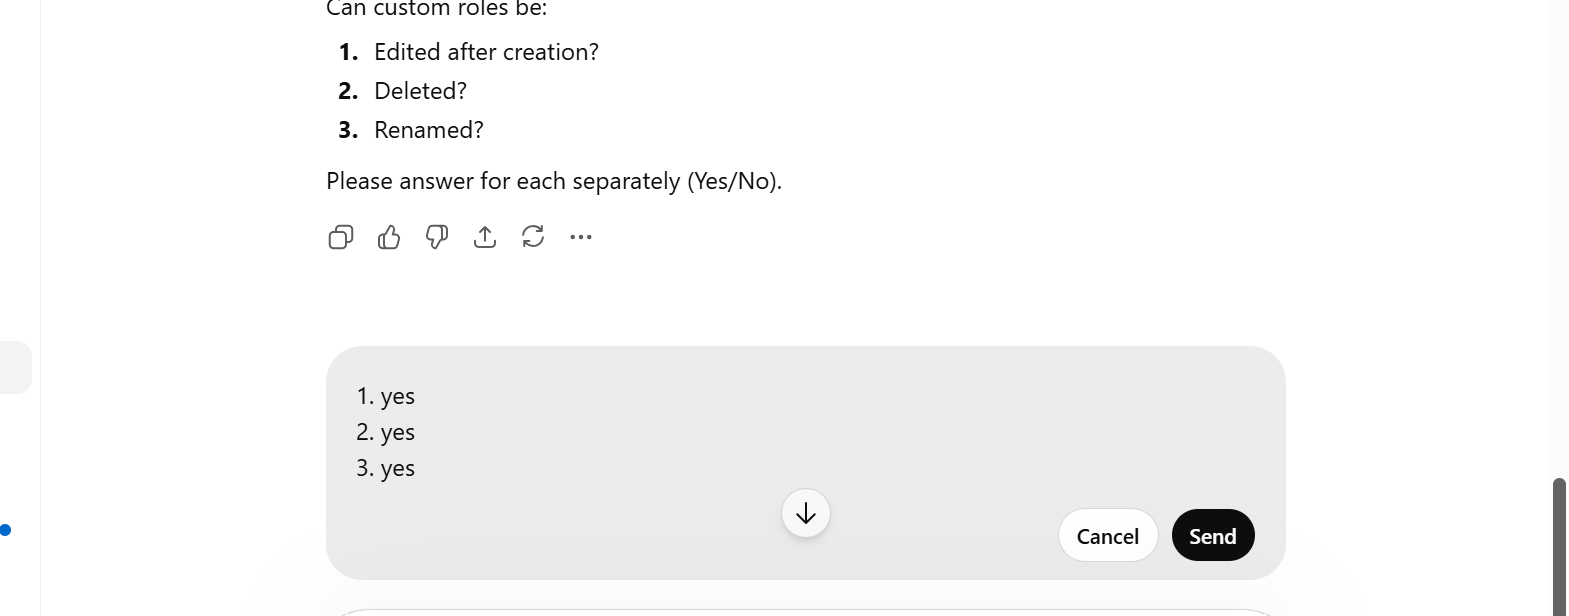 Can custom roles be:
1. Edited after creation?
2. Deleted?
3. Renamed?
Please answer for each separately (Yes/No).
1. yes
2. yes
3. yes
Cancel
Send